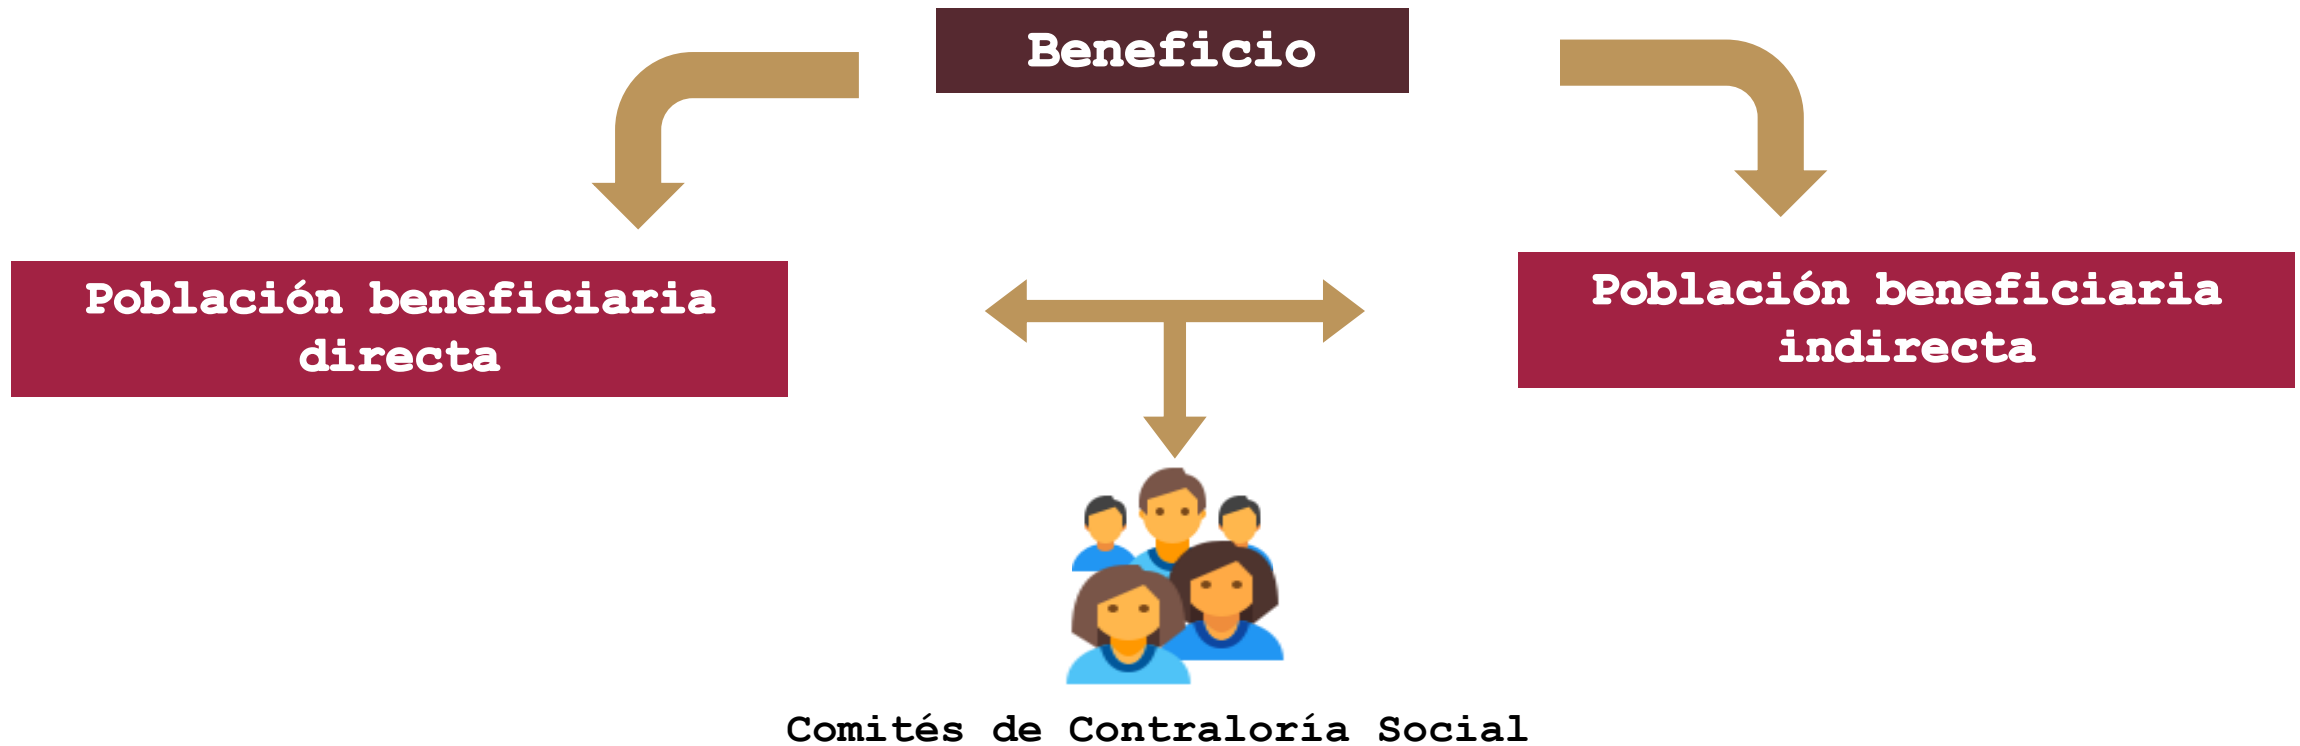 Beneficio
Población beneficiaria
directa
Población beneficiaria
indirecta
Comités de Contraloría Social